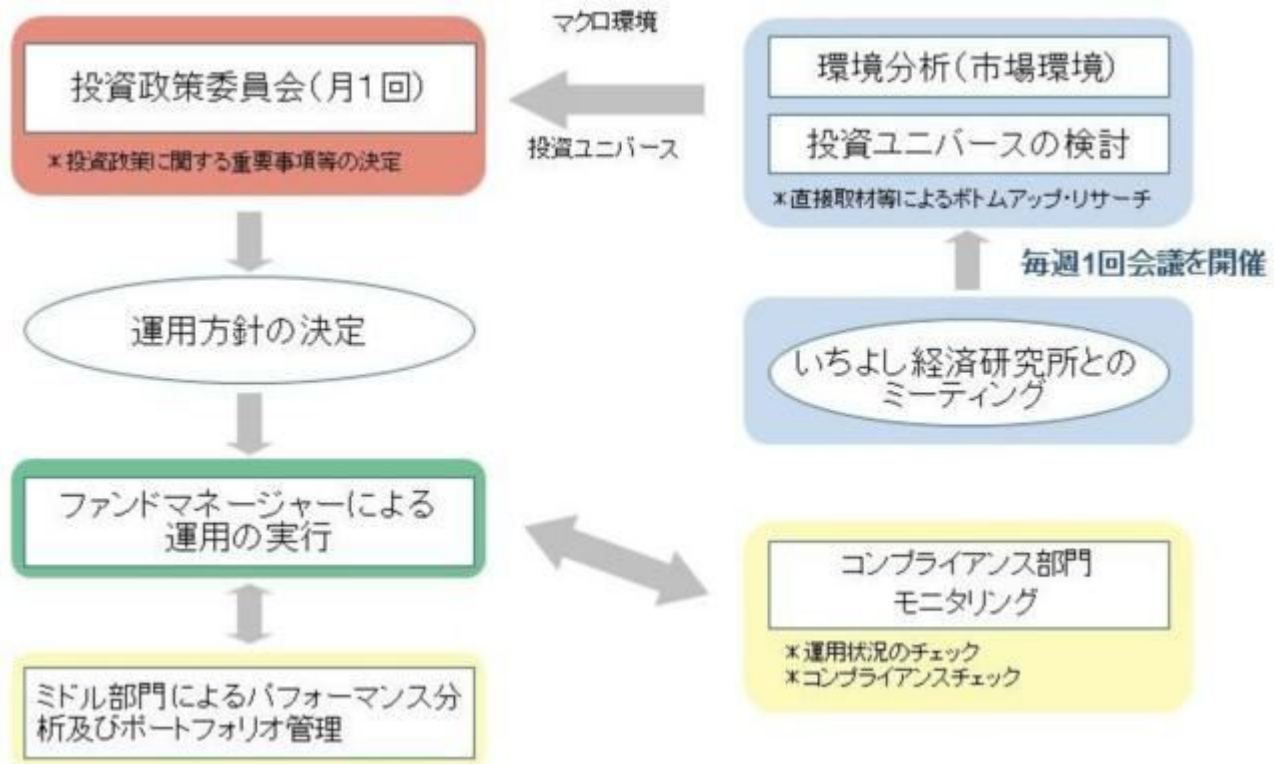 マクロ環境
投資政策委員会(月1回)
*投資政策に関する重要事項等の決定
投資ユニバース
環境分析(市場環境)
投資ユニバースの検討
*直接取材等によるボトムアップ・リサーチ
毎週1回会議を開催
いちよし経済研究所との
ミーティング
運用方針の決定
ファンドマネージャーによる
運用の実行
コンプライアンス部門
モニタリング
*運用状況のチェック
*コンプライアンスチェック
ミドル部門によるパフォーマンス分
析及びポートフォリオ管理